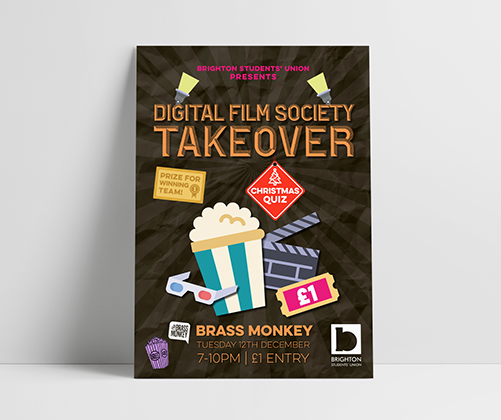 BRIGHTON STUDENTS' UNION
PRESENTS
DIGITAL FILM SOCIETY
TAKEOVER
PRIZE FOR
WINNING
TEAM!
CHRISTMAS
QUIZ
£1
BRASS
MONKEY
BRASS MONKEY
TUESDAY 12TH DECEMBER
7-10PM | £1 ENTRY
b
BRIGHTON
STUDENTS' UNION